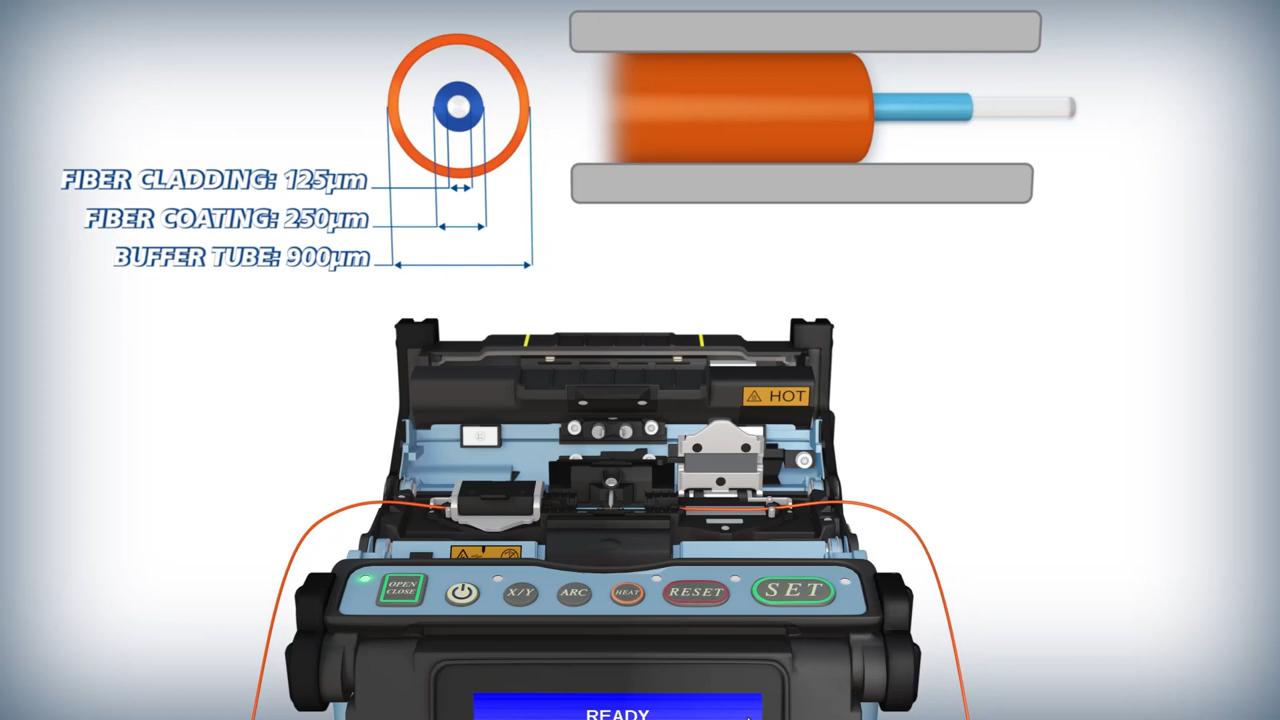 FIBER CLADDING: 125µm
FIBER COATING: 250µm
BUFFER TUBE: 900µm
HOT
OPEN
CLOSE
X/Y
ARC
HEAT
RESET
SET
READY